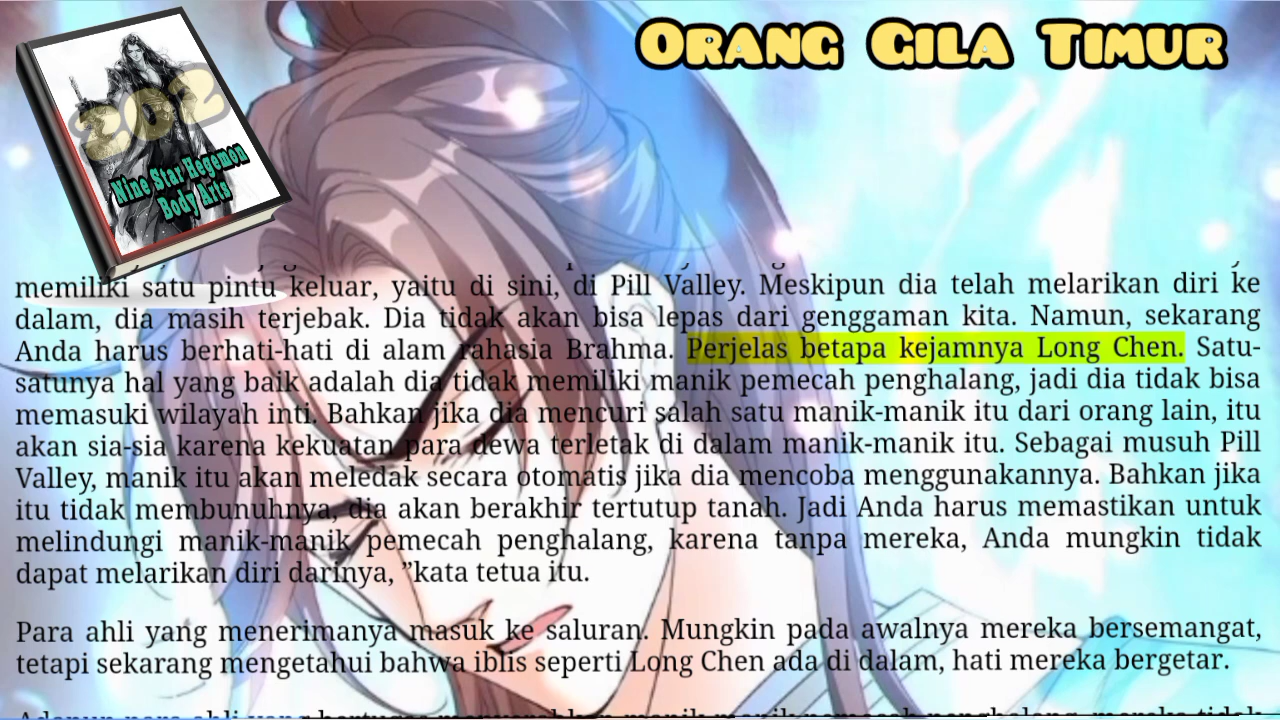 Orang Gila Timur
202
Nine Star Hegemon
Body Arts
memiliki satu pintu keluar, yaitu di sini, di Pill Valley. Meskipun dia telah melarikan diri ke
dalam, dia masih terjebak. Dia tidak akan bisa lepas dari genggaman kita. Namun, sekarang
Anda harus berhati-hati di alam rahasia Brahma. Perjelas betapa kejamnya Long Chen. Satu-
satunya hal yang baik adalah dia tidak memiliki manik pemecah penghalang, jadi dia tidak bisa
memasuki wilayah inti. Bahkan jika dia mencuri salah satu manik-manik itu dari orang lain, itu
akan sia-sia karena kekuatan para dewa terletak di dalam manik-manik itu. Sebagai musuh Pill
Valley, manik itu akan meledak secara otomatis jika dia mencoba menggunakannya. Bahkan jika
itu tidak membunuhnya, dia akan berakhir tertutup tanah. Jadi Anda harus memastikan untuk
melindungi manik-manik pemecah penghalang, karena tanpa mereka, Anda mungkin tidak
dapat melarikan diri darinya, ”kata tetua itu.
Para ahli yang menerimanya masuk ke saluran. Mungkin pada awalnya mereka bersemangat,
tetapi sekarang mengetahui bahwa iblis seperti Long Chen ada di dalam, hati mereka bergetar.